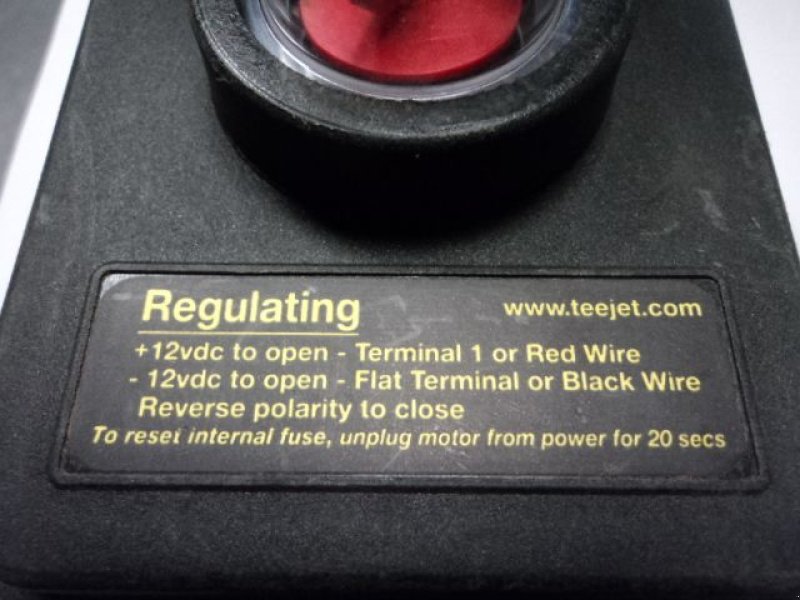 Regulating www.teejet.com
+12vdc to open - Terminal 1 or Red Wire
- 12vdc to open - Flat Terminal or Black Wire
Reverse polarity to close
To reset internal fuse, unplug motor from power for 20 secs